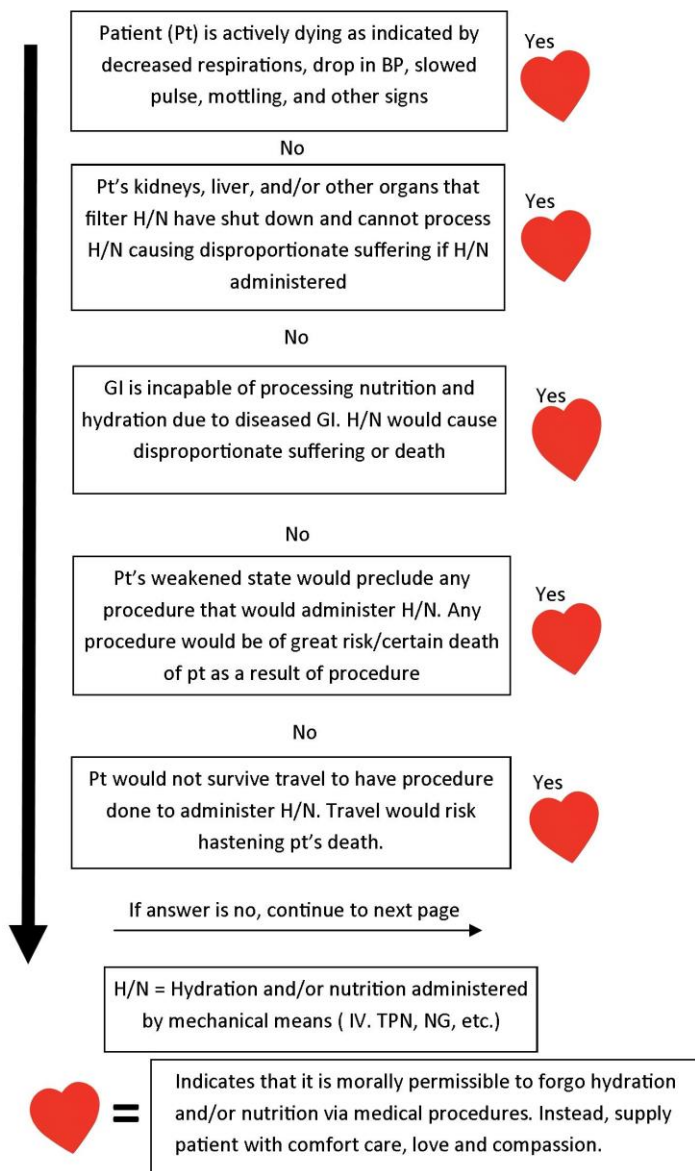 Patient (Pt) is actively dying as indicated by
decreased respirations, drop in BP, slowed
pulse, mottling, and other signs
Yes
No
Pt's kidneys, liver, and/or other organs that
filter H/N have shut down and cannot process
H/N causing disproportionate suffering if H/N
administered
Yes
No
GI is incapable of processing nutrition and
hydration due to diseased GI. H/N would cause
disproportionate suffering or death
Yes
No
Pt's weakened state would preclude any
procedure that would administer H/N. Any
procedure would be of great risk/certain death
of pt as a result of procedure
Yes
No
Pt would not survive travel to have procedure
done to administer H/N. Travel would risk
hastening pt's death.
Yes
If answer is no, continue to next page
H/N = Hydration and/or nutrition administered
by mechanical means ( IV. TPN, NG, etc.)
=
Indicates that it is morally permissible to forgo hydration
and/or nutrition via medical procedures. Instead, supply
patient with comfort care, love and compassion.